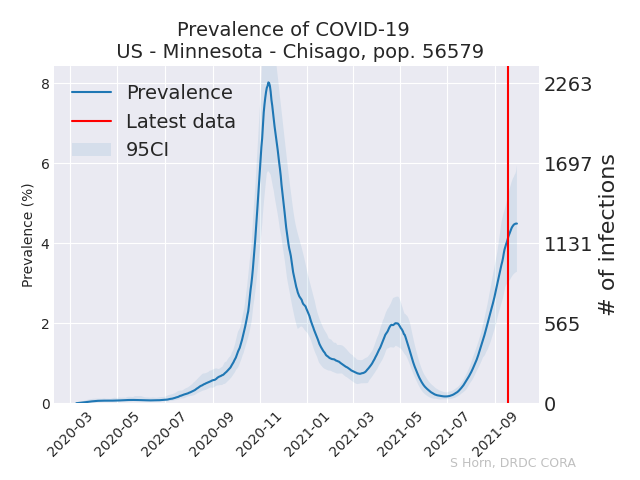 Prevalence of COVID-19
US - Minnesota - Chisago, pop. 56579
Prevalence
Latest data
95CI
Prevalence (%)
8
6
4
2
0
2263
1697
1131
565
0
# of infections
2020-03
2020-05
2020-07
2020-09
2020-11
2021-01
2021-03
2021-05
2021-07
2021-09
S Horn, DRDC CORA